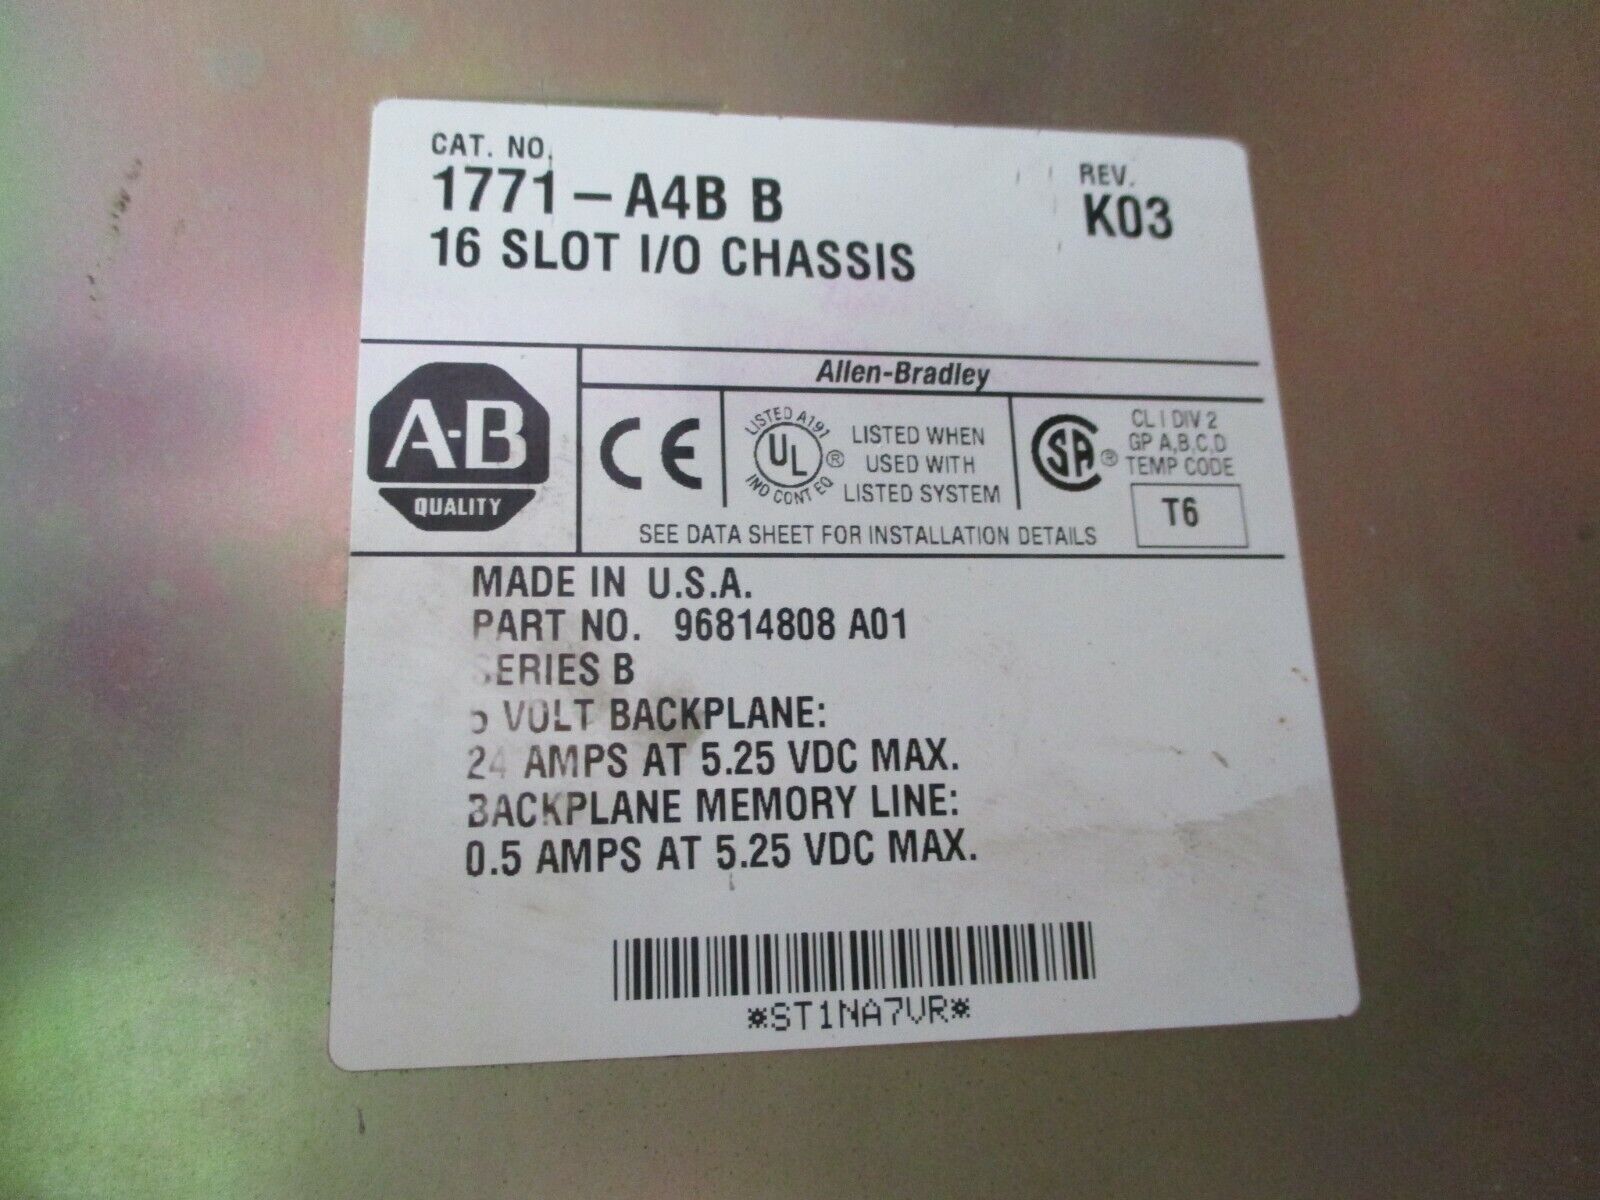 CAT. NO.
1771-A4B B
16 SLOT I/O CHASSIS
REV.
K03
Allen-Bradley
A-B
QUALITY
CE
LISTED A191
UL ®
IND CONT EQ
LISTED WHEN
USED WITH
LISTED SYSTEM
SA ®
CL I DIV 2
GP A,B,C,D
TEMP CODE
T6
SEE DATA SHEET FOR INSTALLATION DETAILS
MADE IN U.S.A.
PART NO. 96814808 A01
SERIES B
5 VOLT BACKPLANE:
24 AMPS AT 5.25 VDC MAX.
BACKPLANE MEMORY LINE:
0.5 AMPS AT 5.25 VDC MAX.
*ST1NA7VR*